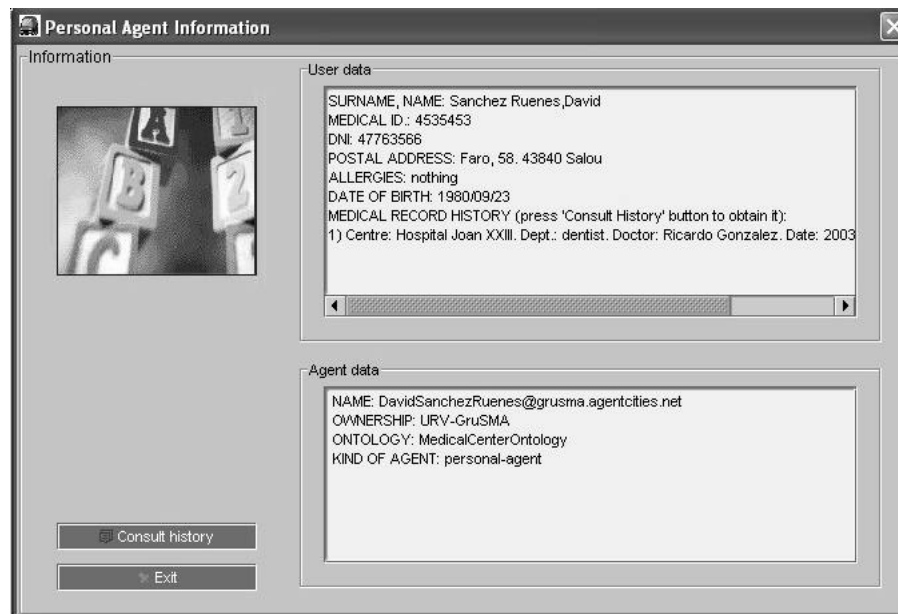 Personal Agent Information
Information
User data
SURNAME, NAME: Sanchez Ruenes,David
MEDICAL ID.: 4535453
DNI: 47763566
POSTAL ADDRESS: Faro, 58. 43840 Salou
ALLERGIES: nothing
DATE OF BIRTH: 1980/09/23
MEDICAL RECORD HISTORY (press 'Consult History' button to obtain it):
1) Centre: Hospital Joan XXIII. Dept.: dentist. Doctor: Ricardo Gonzalez. Date: 2003
A
1
B
2
C
Agent data
NAME: DavidSanchezRuenes@grusma.agentcities.net
OWNERSHIP: URV-GruSMA
ONTOLOGY: MedicalCenterOntology
KIND OF AGENT: personal-agent
Consult history
Exit